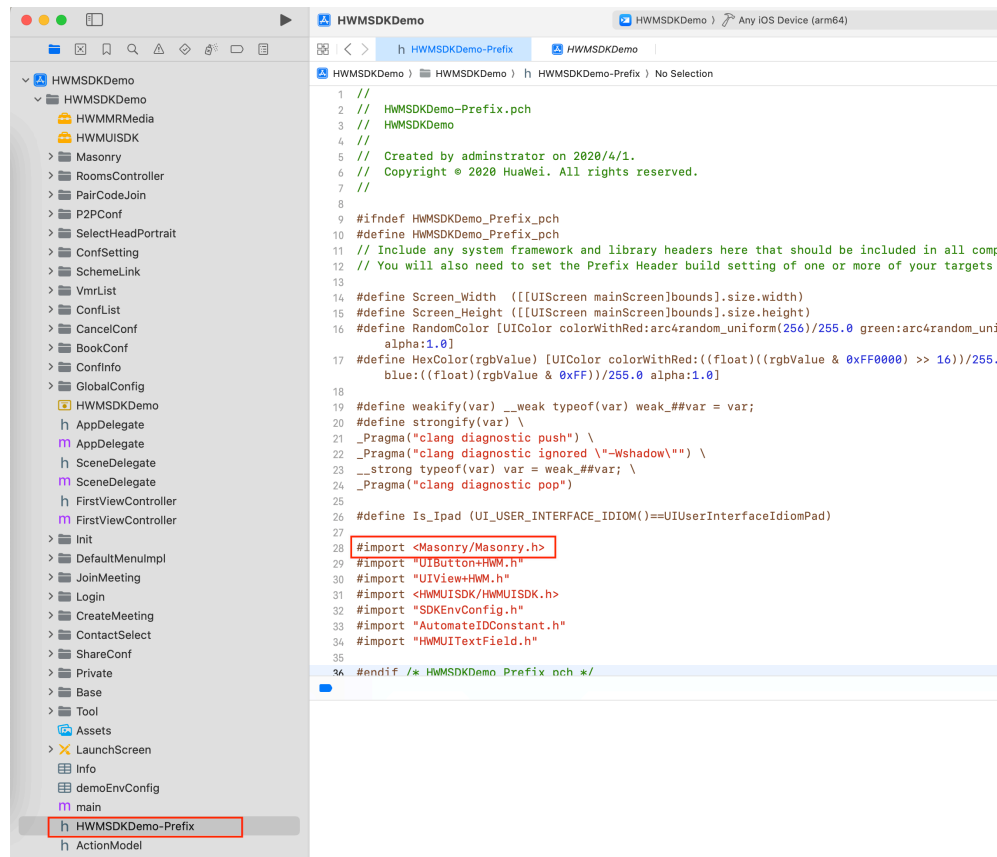 HWMSDKDemo
HWMSDKDemo
HWMMRMedia
HWMUISDK
Masonry
RoomsController
PairCodeJoin
P2PConf
SelectHeadPortrait
ConfSetting
SchemeLink
VmrList
ConfList
CancelConf
BookConf
ConfInfo
GlobalConfig
HWMSDKDemo
h AppDelegate
m AppDelegate
h SceneDelegate
m SceneDelegate
h FirstViewController
m FirstViewController
Init
DefaultMenuImpl
JoinMeeting
Login
CreateMeeting
ContactSelect
ShareConf
Private
Base
Tool
Assets
LaunchScreen
Info
demoEnvConfig
m main
h HWMSDKDemo-Prefix
h ActionModel
HWMSDKDemo
HWMSDKDemo ⟩ Any iOS Device (arm64)
h HWMSDKDemo-Prefix
HWMSDKDemo
HWMSDKDemo ⟩ HWMSDKDemo ⟩ h HWMSDKDemo-Prefix ⟩ No Selection
1 //
2 //  HWMSDKDemo-Prefix.pch
3 //  HWMSDKDemo
4 //
5 //  Created by adminstrator on 2020/4/1.
6 //  Copyright © 2020 HuaWei. All rights reserved.
7 //
8
9 #ifndef HWMSDKDemo_Prefix_pch
10 #define HWMSDKDemo_Prefix_pch
11 // Include any system framework and library headers here that should be included in all comp
12 // You will also need to set the Prefix Header build setting of one or more of your targets
13
14 #define Screen_Width  ([[UIScreen mainScreen]bounds].size.width)
15 #define Screen_Height ([[UIScreen mainScreen]bounds].size.height)
16 #define RandomColor [UIColor colorWithRed:arc4random_uniform(256)/255.0 green:arc4random_uni
alpha:1.0]
17 #define HexColor(rgbValue) [UIColor colorWithRed:((float)((rgbValue & 0xFF0000) >> 16))/255.
blue:((float)(rgbValue & 0xFF))/255.0 alpha:1.0]
18
19 #define weakify(var) __weak typeof(var) weak_##var = var;
20 #define strongify(var) \
21 _Pragma("clang diagnostic push") \
22 _Pragma("clang diagnostic ignored \"-Wshadow\"") \
23 __strong typeof(var) var = weak_##var; \
24 _Pragma("clang diagnostic pop")
25
26 #define Is_Ipad (UI_USER_INTERFACE_IDIOM()==UIUserInterfaceIdiomPad)
27
28 #import <Masonry/Masonry.h>
29 #import "UIButton+HWM.h"
30 #import "UIView+HWM.h"
31 #import <HWMUISDK/HWMUISDK.h>
32 #import "SDKEnvConfig.h"
33 #import "AutomateIDConstant.h"
34 #import "HWMUITextField.h"
35
36 #endif /* HWMSDKDemo_Prefix_pch */